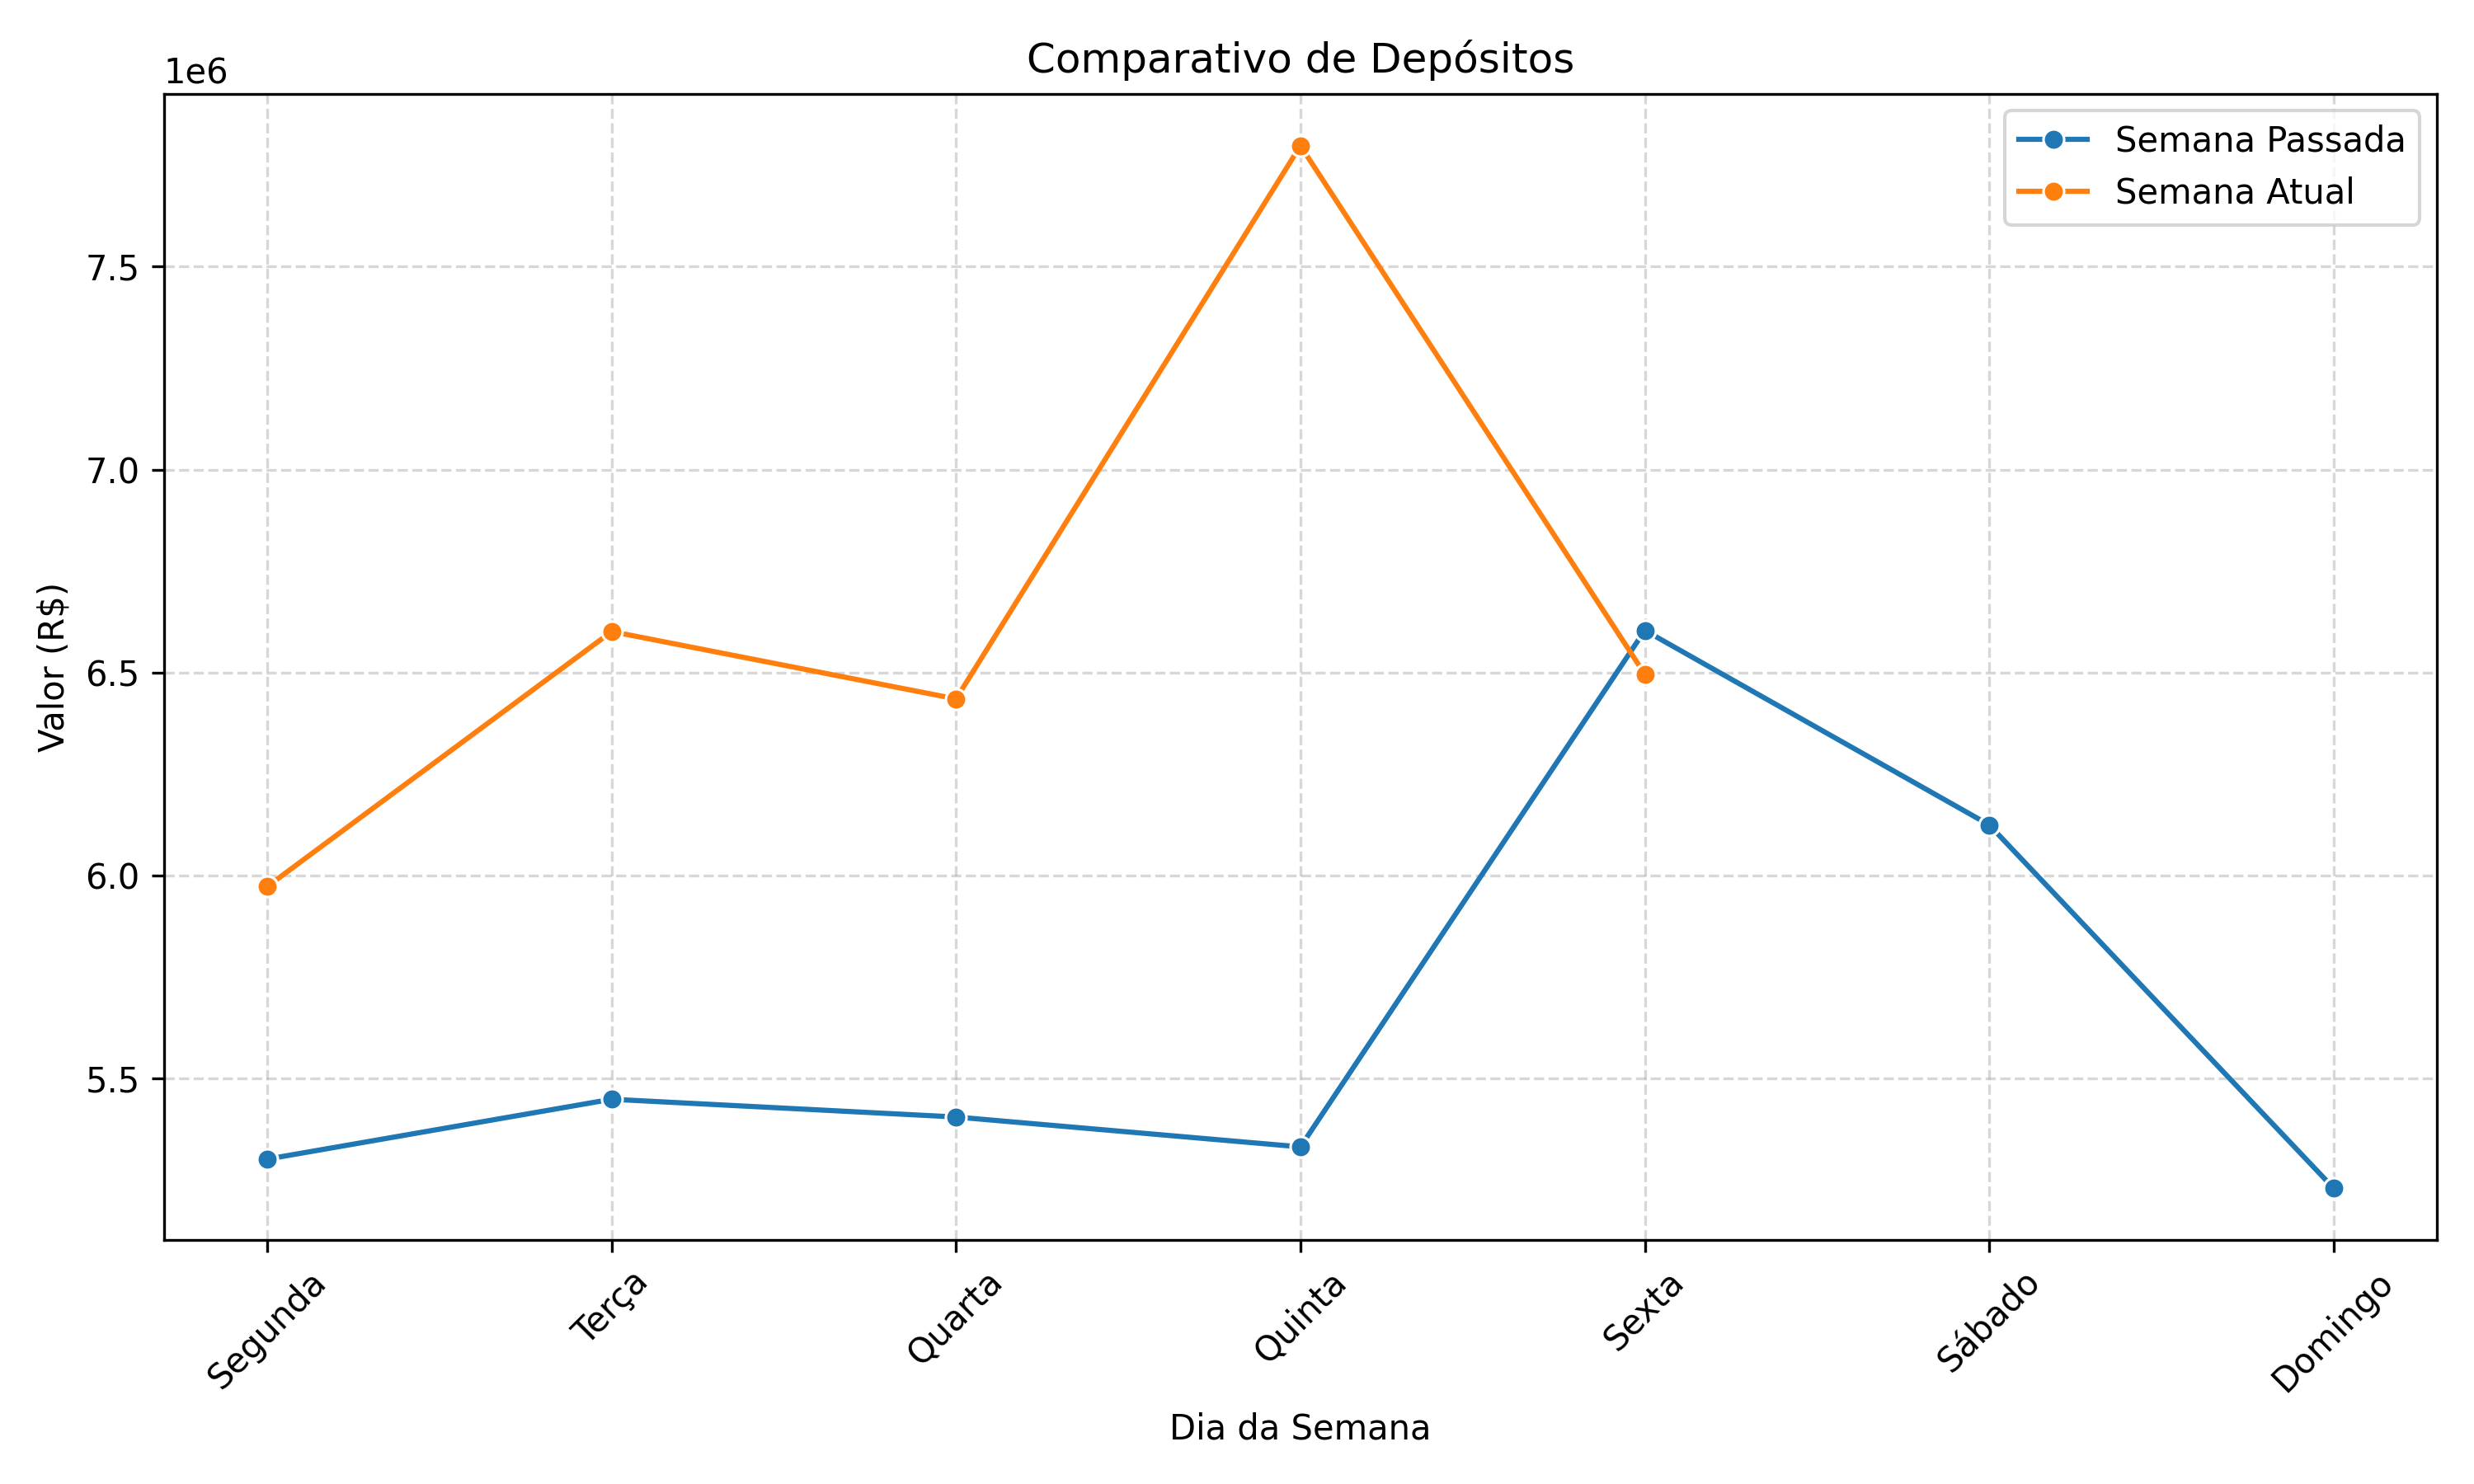 Comparativo de Depósitos
1e6
Semana Passada
Semana Atual
7.5
7.0
6.5
6.0
5.5
Valor (R$)
Segunda
Terça
Quarta
Quinta
Sexta
Sábado
Domingo
Dia da Semana